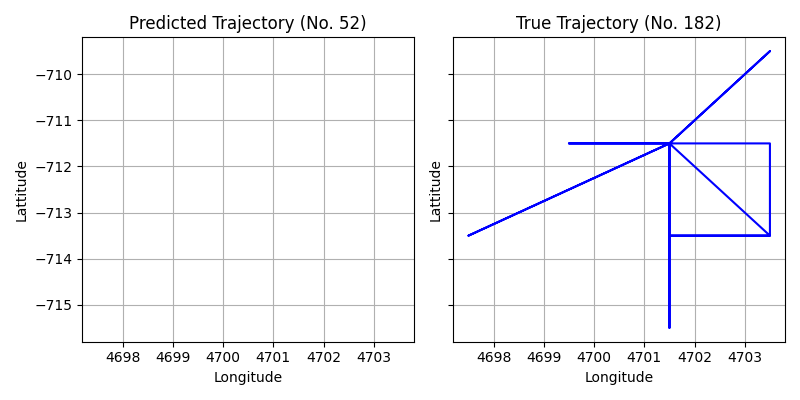 Predicted Trajectory (No. 52)
True Trajectory (No. 182)
Lattitude
−710
−711
−712
−713
−714
−715
4698 4699 4700 4701 4702 4703
Longitude
Lattitude
4698 4699 4700 4701 4702 4703
Longitude